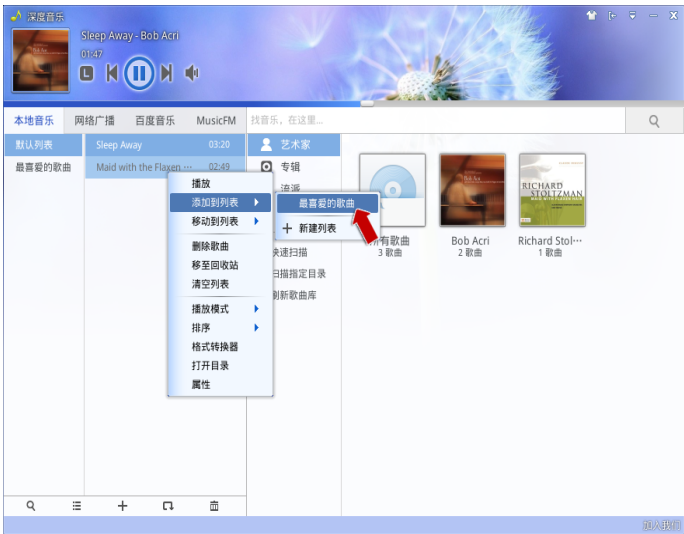 深度音乐
Sleep Away - Bob Acri
01:47
本地音乐 网络广播 百度音乐 MusicFM 找音乐，在这里...
默认列表 Sleep Away 03:20 艺术家
最喜爱的歌曲 Maid with the Flaxen ··· 02:49 专辑
播放
流派
添加到列表 最喜爱的歌曲
移动到列表 新建列表
RICHARD
STOLTZMAN
有歌曲 Bob Acri Richard Stol···
3 歌曲 2 歌曲 1 歌曲
删除歌曲 快速扫描
移至回收站 扫描指定目录
清空列表 刷新歌曲库
播放模式
排序
格式转换器
打开目录
属性
加入我们